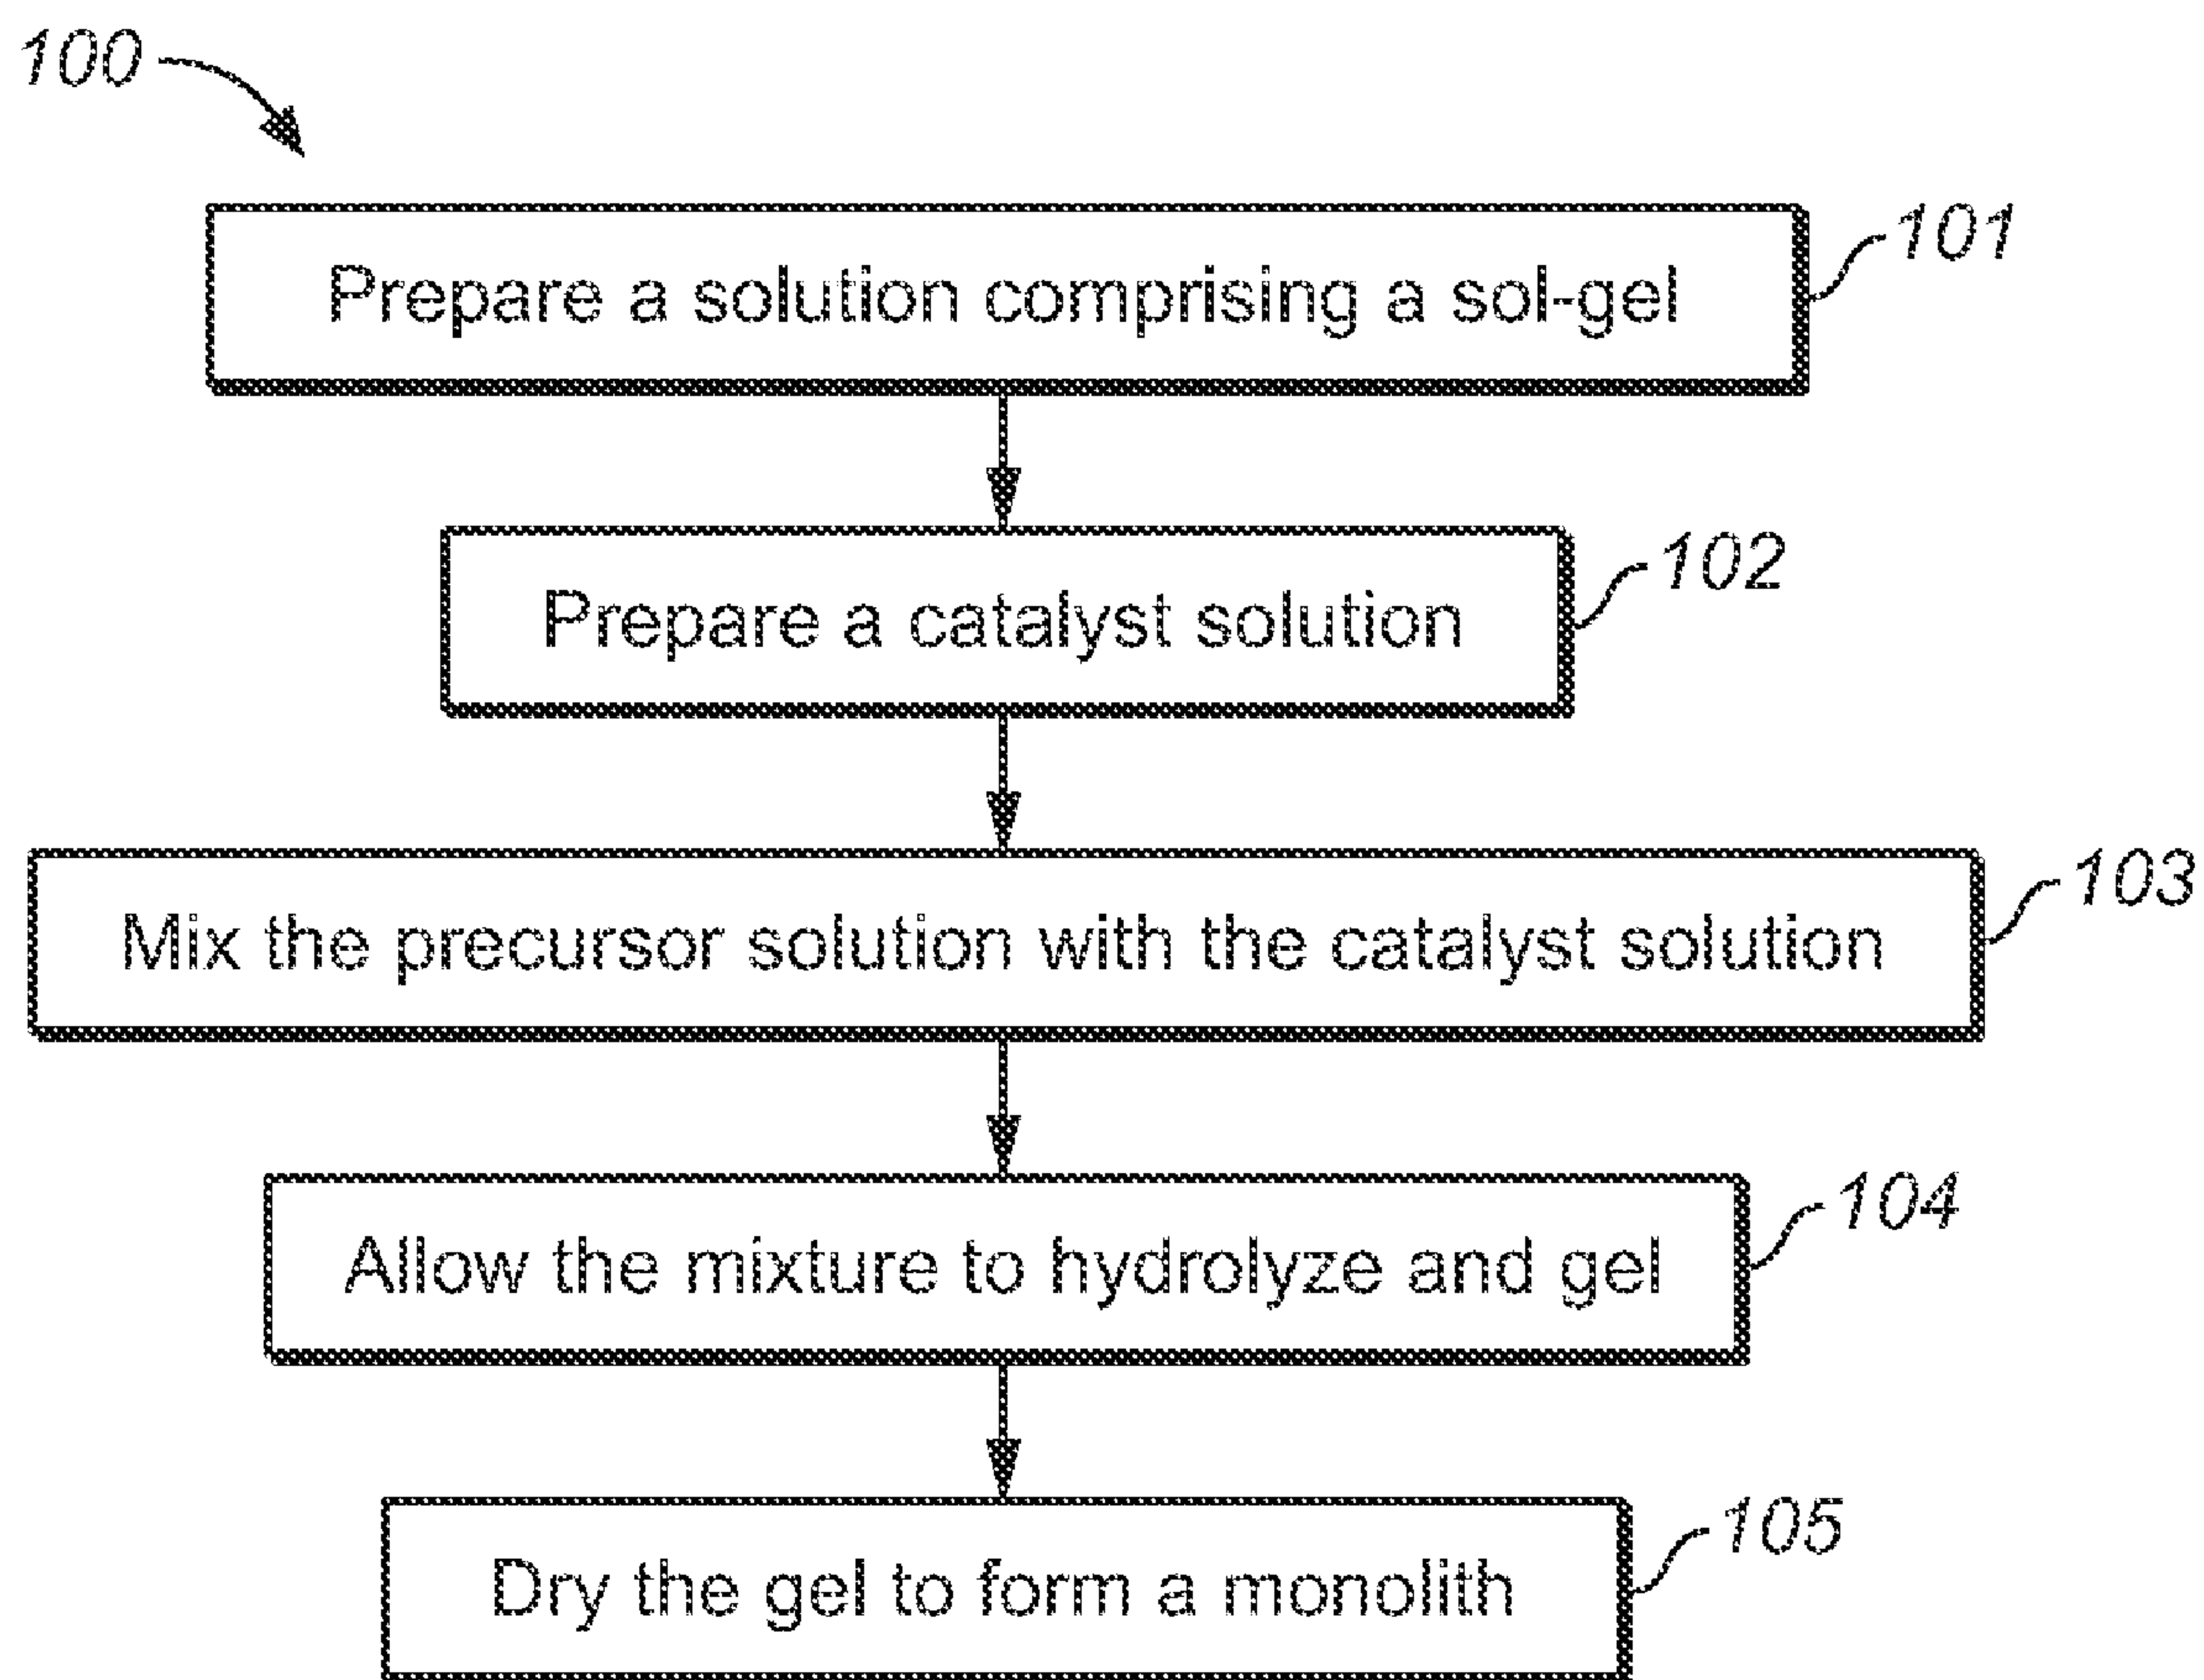 100
Prepare a solution comprising a sol-gel
101
Prepare a catalyst solution
102
Mix the precursor solution with the catalyst solution
103
Allow the mixture to hydrolyze and gel
104
Dry the gel to form a monolith
105